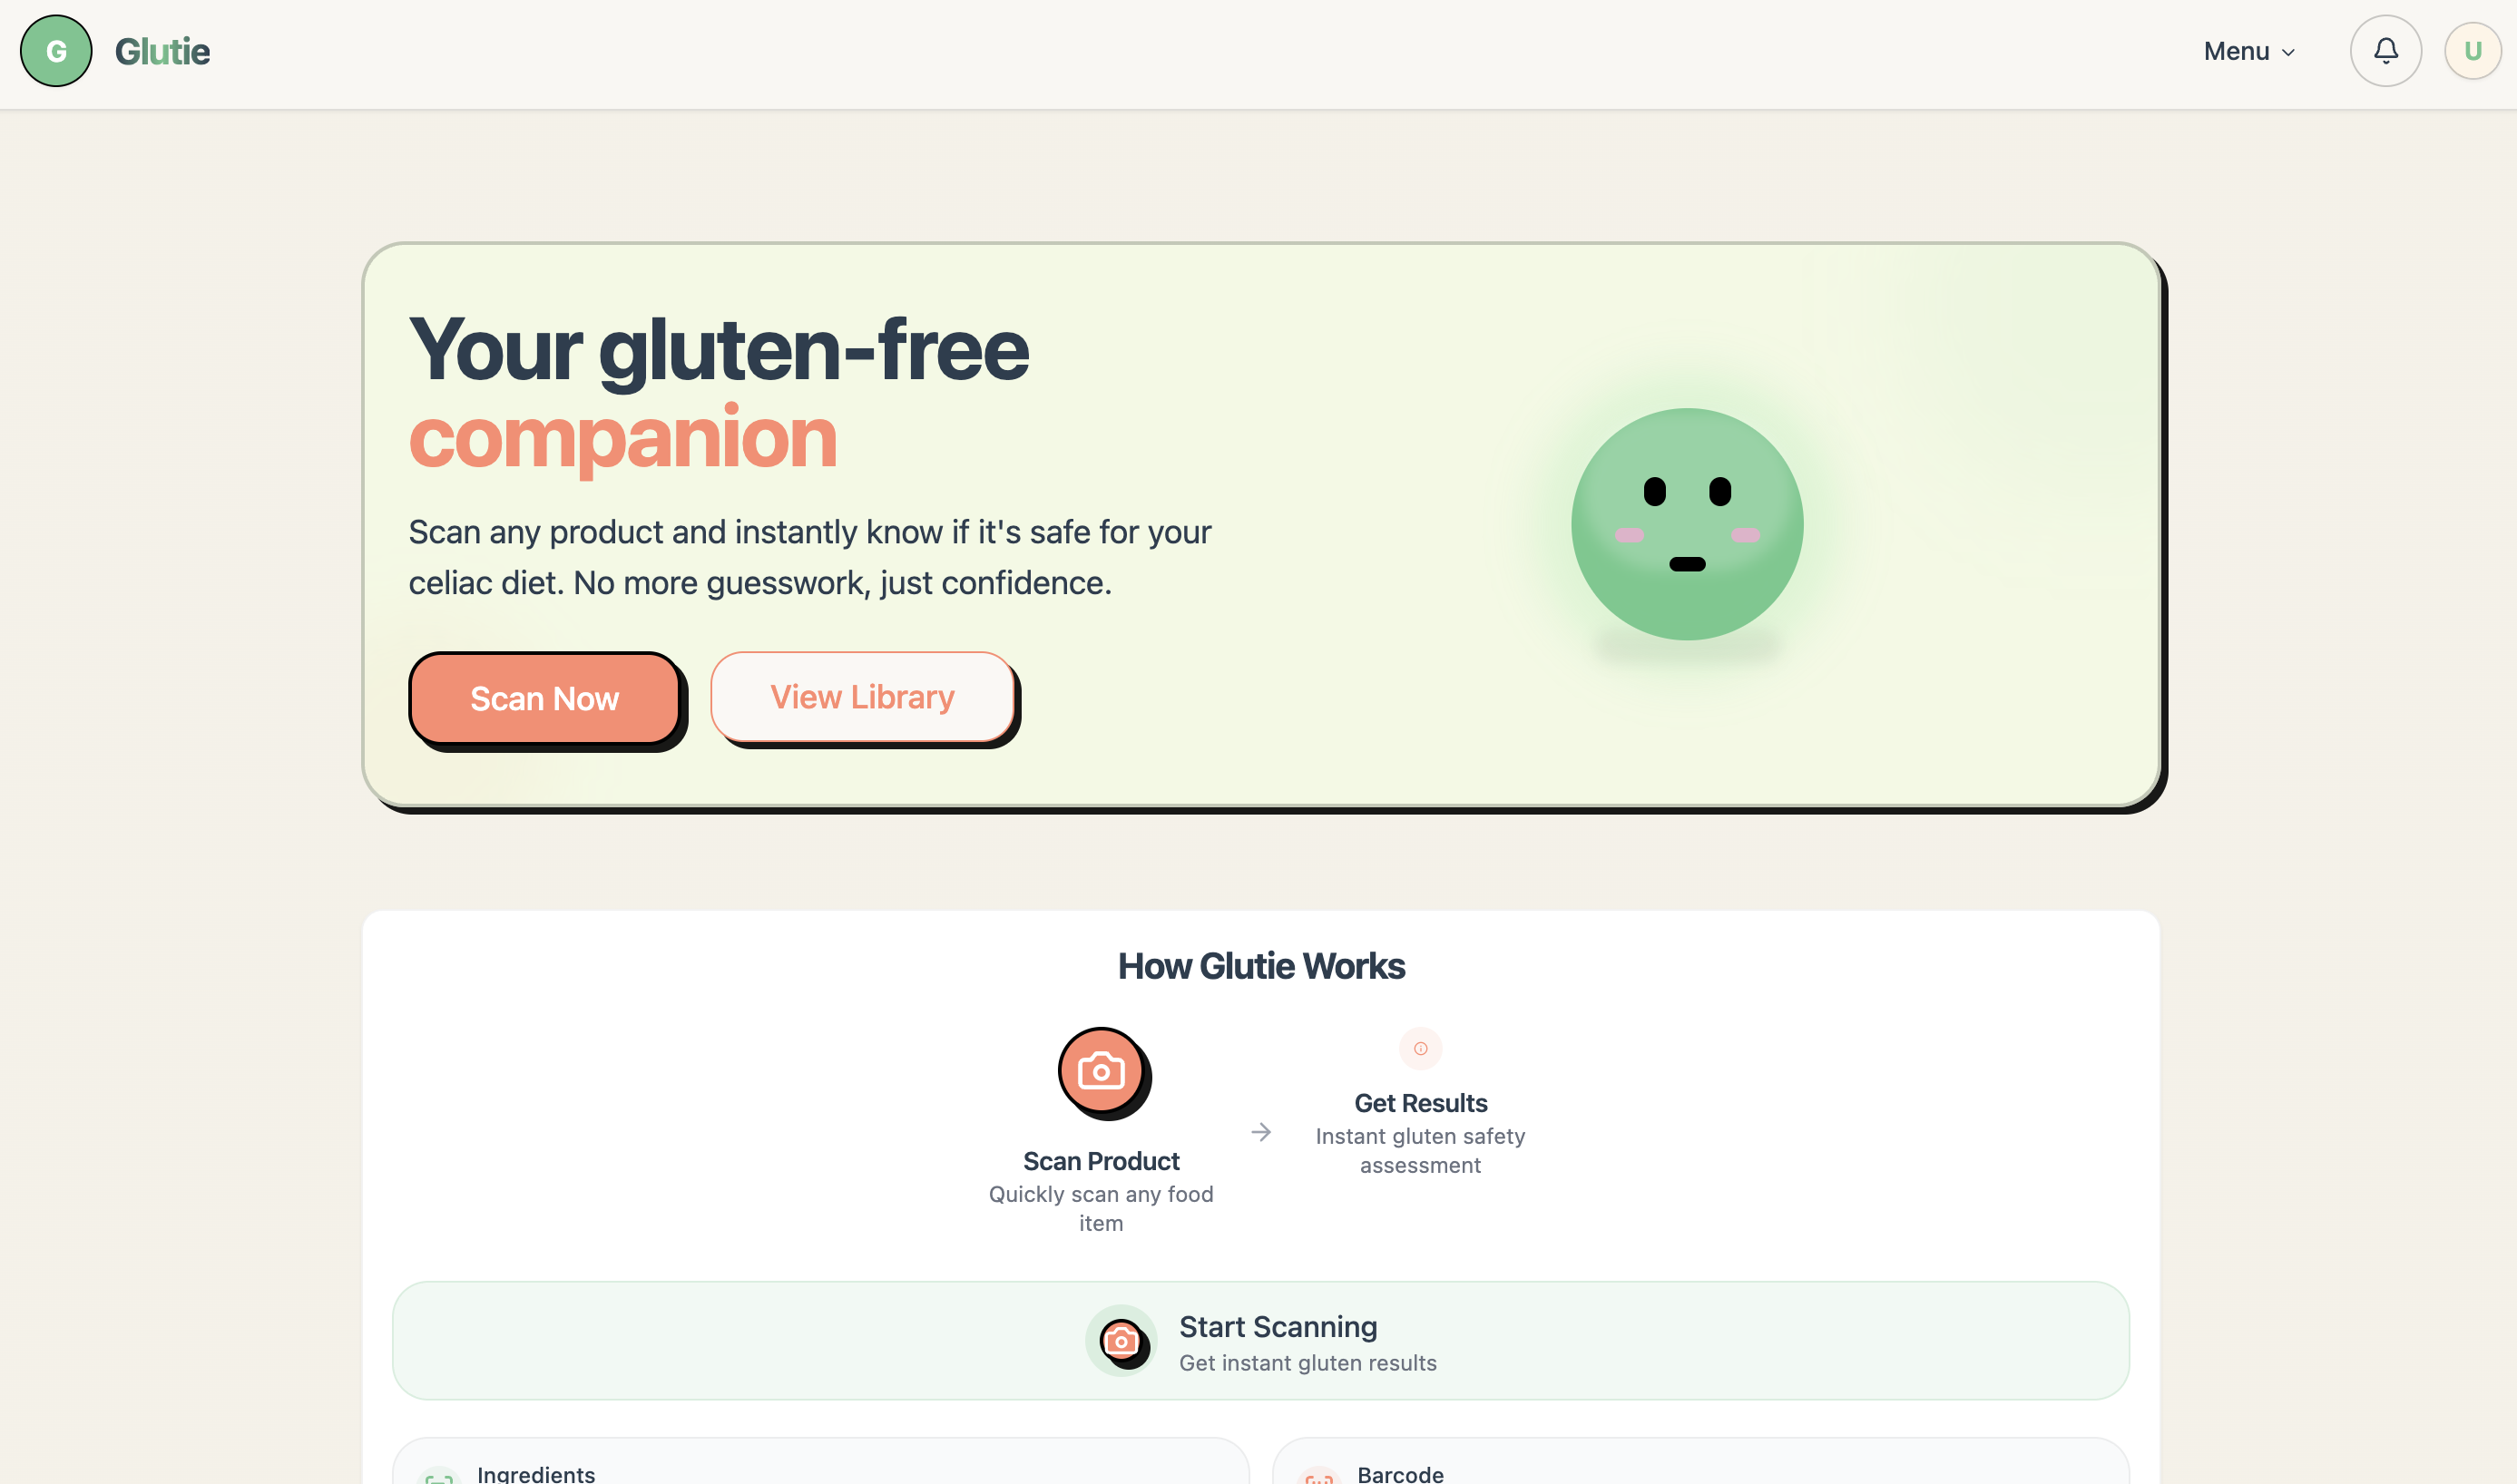 G
Glutie
Menu
U
Your gluten-free
companion
Scan any product and instantly know if it's safe for your
celiac diet. No more guesswork, just confidence.
Scan Now
View Library
How Glutie Works
Scan Product
Quickly scan any food
item
Get Results
Instant gluten safety
assessment
Start Scanning
Get instant gluten results
Ingredients
Barcode